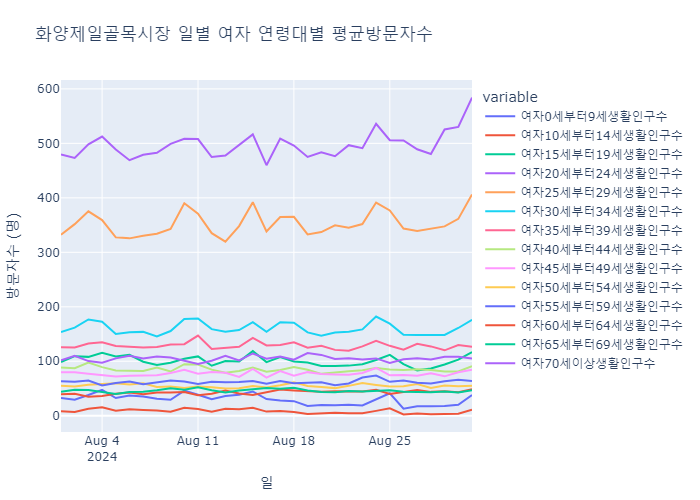 화양제일골목시장 일별 여자 연령대별 평균방문자수
방문자수 (명)
600
500
400
300
200
100
0
Aug 4
2024
Aug 11
Aug 18
Aug 25
일
variable
여자0세부터9세생활인구수
여자10세부터14세생활인구수
여자15세부터19세생활인구수
여자20세부터24세생활인구수
여자25세부터29세생활인구수
여자30세부터34세생활인구수
여자35세부터39세생활인구수
여자40세부터44세생활인구수
여자45세부터49세생활인구수
여자50세부터54세생활인구수
여자55세부터59세생활인구수
여자60세부터64세생활인구수
여자65세부터69세생활인구수
여자70세이상생활인구수